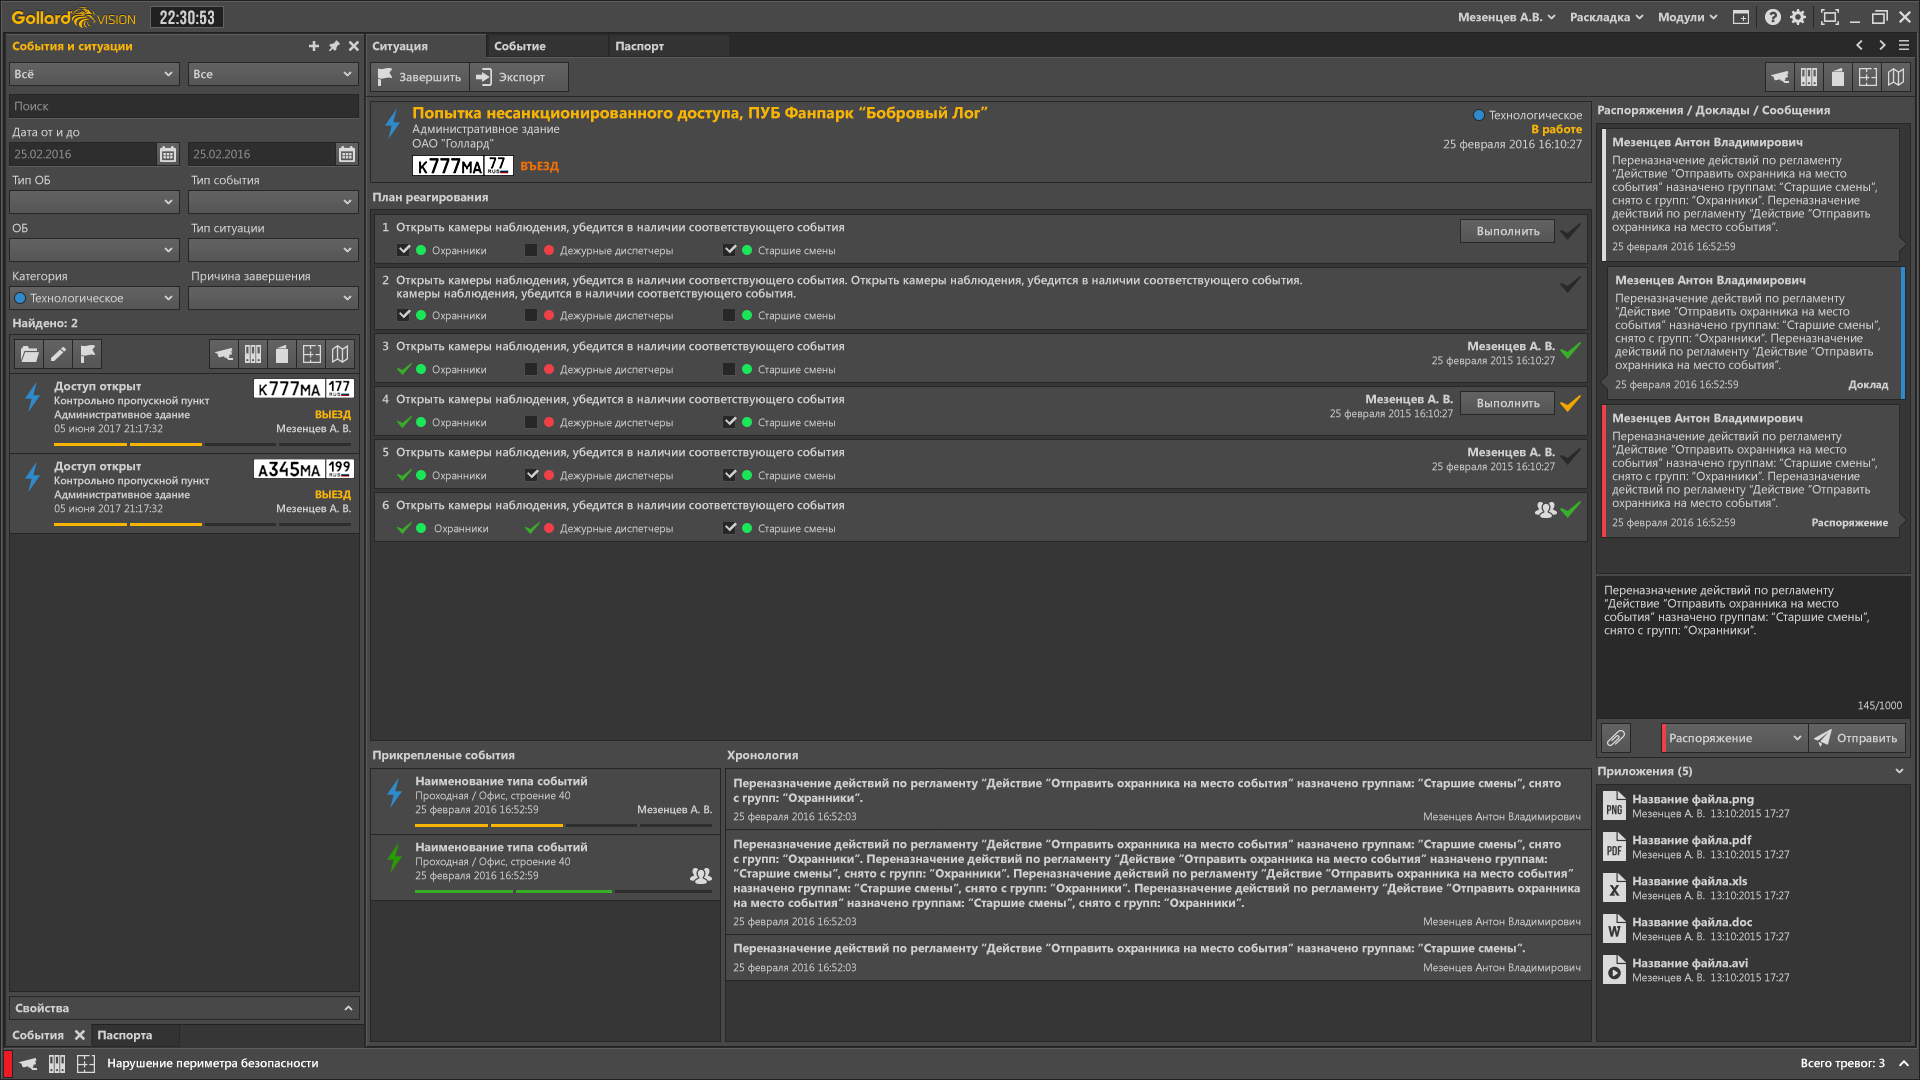 Gollard VISION
22:30:53
Мезенцев А.В.
Раскладка
Модули
События и ситуации
Всё
Все
Поиск
Дата от и до
25.02.2016
25.02.2016
Тип ОБ
Тип события
ОБ
Тип ситуации
Категория
Причина завершения
Технологическое
Найдено: 2
Доступ открыт
К777МА 177 RUS
Контрольно пропускной пункт
Административное здание
ВЫЕЗД
05 июня 2017 21:17:32
Мезенцев А. В.
Доступ открыт
А345МА 199 RUS
Контрольно пропускной пункт
Административное здание
ВЫЕЗД
05 июня 2017 21:17:32
Мезенцев А. В.
Свойства
События
Паспорта
Ситуация
Событие
Паспорт
Завершить
Экспорт
Попытка несанкционированного доступа, ПУБ Фанпарк “Бобровый Лог”
Административное здание
ОАО "Голлард"
К777МА 77 RUS
ВЪЕЗД
Технологическое
В работе
25 февраля 2016 16:10:27
План реагирования
1 Открыть камеры наблюдения, убедится в наличии соответствующего события
Выполнить
Охранники
Дежурные диспетчеры
Старшие смены
2 Открыть камеры наблюдения, убедится в наличии соответствующего события. Открыть камеры наблюдения, убедится в наличии соответствующего события.
камеры наблюдения, убедится в наличии соответствующего события.
Охранники
Дежурные диспетчеры
Старшие смены
3 Открыть камеры наблюдения, убедится в наличии соответствующего события
Мезенцев А. В.
25 февраля 2015 16:10:27
Охранники
Дежурные диспетчеры
Старшие смены
4 Открыть камеры наблюдения, убедится в наличии соответствующего события
Мезенцев А. В.
25 февраля 2015 16:10:27
Выполнить
Охранники
Дежурные диспетчеры
Старшие смены
5 Открыть камеры наблюдения, убедится в наличии соответствующего события
Мезенцев А. В.
25 февраля 2015 16:10:27
Охранники
Дежурные диспетчеры
Старшие смены
6 Открыть камеры наблюдения, убедится в наличии соответствующего события
Охранники
Дежурные диспетчеры
Старшие смены
Прикрепленые события
Наименование типа событий
Проходная / Офис, строение 40
25 февраля 2016 16:52:59
Мезенцев А. В.
Наименование типа событий
Проходная / Офис, строение 40
25 февраля 2016 16:52:59
Хронология
Переназначение действий по регламенту “Действие “Отправить охранника на место события” назначено группам: “Старшие смены”, снято
с групп: “Охранники”.
25 февраля 2016 16:52:03
Мезенцев Антон Владимирович
Переназначение действий по регламенту “Действие “Отправить охранника на место события” назначено группам: “Старшие смены”, снято
с групп: “Охранники”. Переназначение действий по регламенту “Действие “Отправить охранника на место события” назначено группам:
“Старшие смены”, снято с групп: “Охранники”. Переназначение действий по регламенту “Действие “Отправить охранника на место события”
назначено группам: “Старшие смены”, снято с групп: “Охранники”. Переназначение действий по регламенту “Действие “Отправить охранника
на место события” назначено группам: “Старшие смены”, снято с групп: “Охранники”.
25 февраля 2016 16:52:03
Мезенцев Антон Владимирович
Переназначение действий по регламенту “Действие “Отправить охранника на место события” назначено группам: “Старшие смены”.
25 февраля 2016 16:52:03
Мезенцев Антон Владимирович
Распоряжения / Доклады / Сообщения
Мезенцев Антон Владимирович
Переназначение действий по регламенту
“Действие “Отправить охранника на место
события” назначено группам: “Старшие смены”,
снято с групп: “Охранники”. Переназначение
действий по регламенту “Действие “Отправить
охранника на место события”.
25 февраля 2016 16:52:59
Мезенцев Антон Владимирович
Переназначение действий по регламенту
“Действие “Отправить охранника на место
события” назначено группам: “Старшие смены”,
снято с групп: “Охранники”. Переназначение
действий по регламенту “Действие “Отправить
охранника на место события”.
25 февраля 2016 16:52:59
Доклад
Мезенцев Антон Владимирович
Переназначение действий по регламенту
“Действие “Отправить охранника на место
события” назначено группам: “Старшие смены”,
снято с групп: “Охранники”. Переназначение
действий по регламенту “Действие “Отправить
охранника на место события”.
25 февраля 2016 16:52:59
Распоряжение
Переназначение действий по регламенту
“Действие “Отправить охранника на место
события” назначено группам: “Старшие смены”,
снято с групп: “Охранники”.
145/1000
Распоряжение
Отправить
Приложения (5)
PNG
Название файла.png
Мезенцев А. В. 13:10:2015 17:27
PDF
Название файла.pdf
Мезенцев А. В. 13:10:2015 17:27
X
Название файла.xls
Мезенцев А. В. 13:10:2015 17:27
W
Название файла.doc
Мезенцев А. В. 13:10:2015 17:27
Название файла.avi
Мезенцев А. В. 13:10:2015 17:27
Нарушение периметра безопасности
Всего тревог: 3